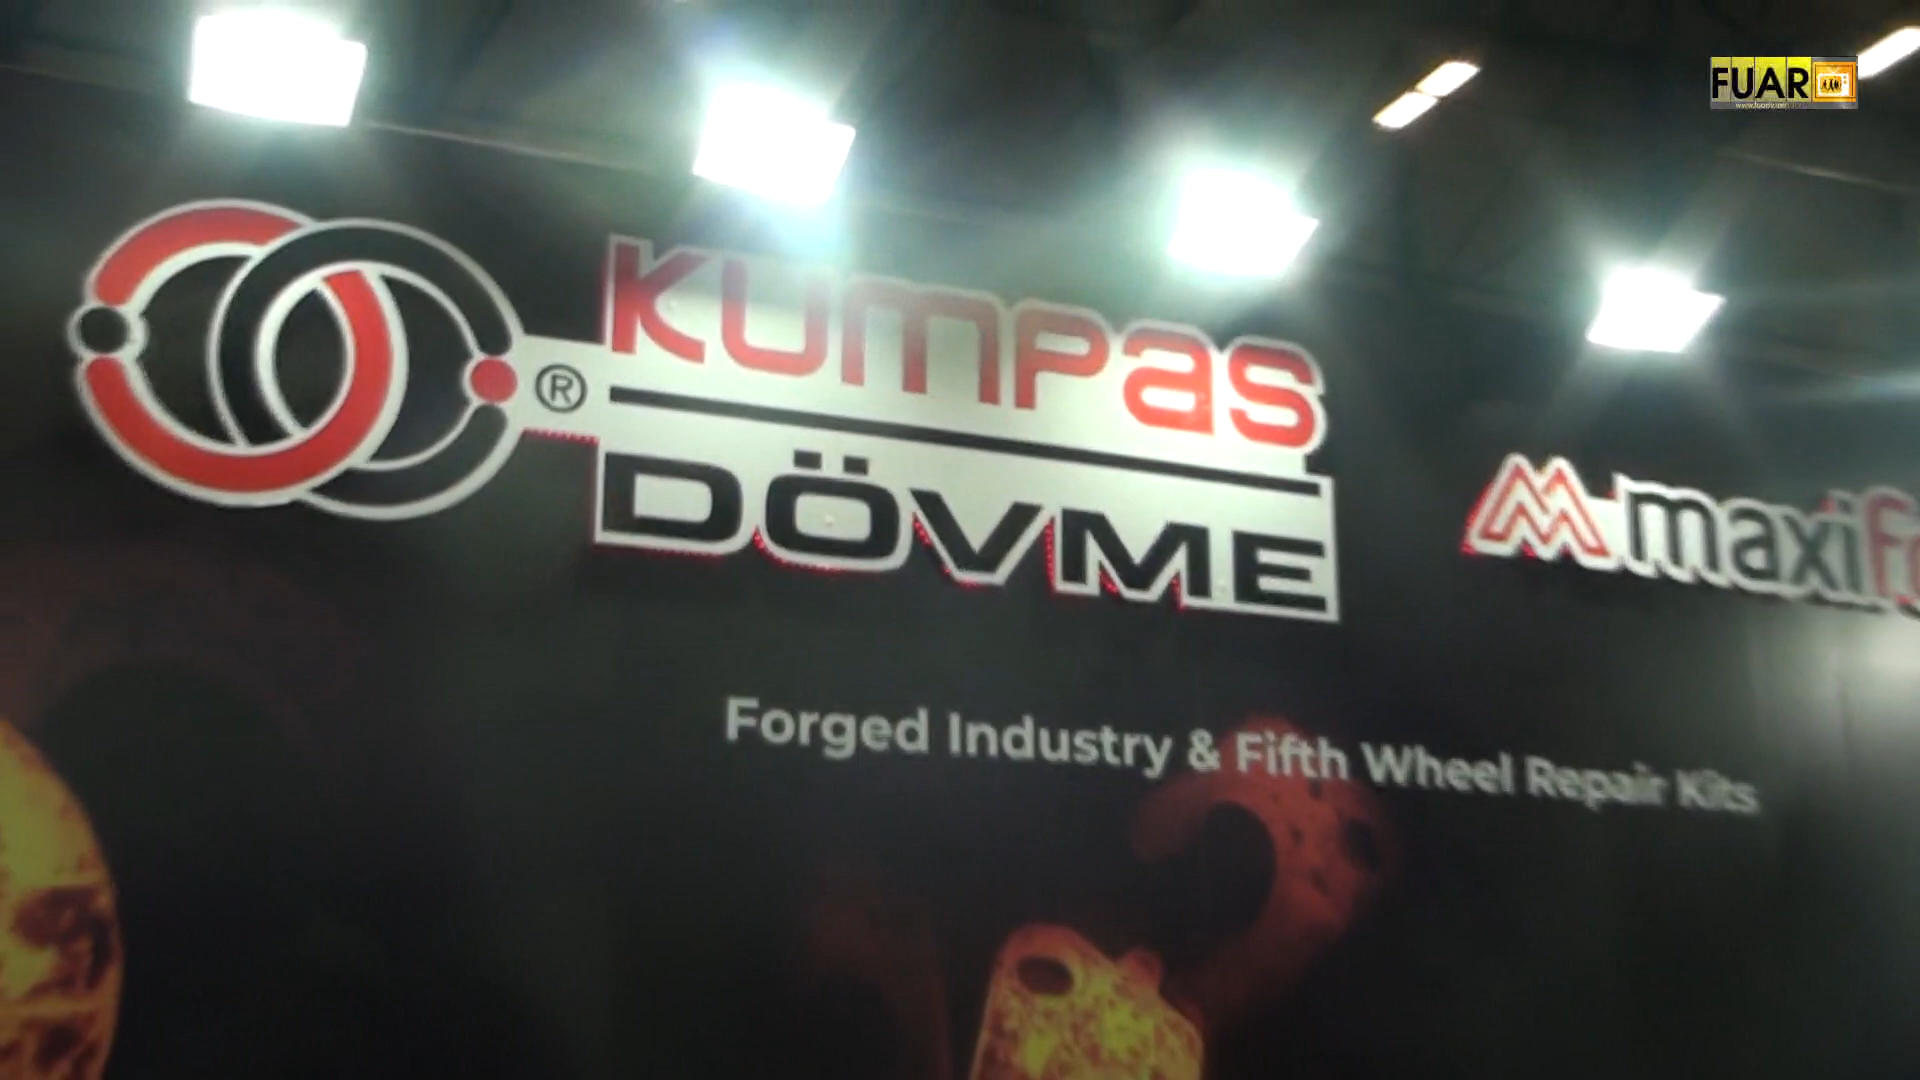 FUAR
® KUMPAS
DÖVME
maxi
Forged Industry & Fifth Wheel Repair Kits